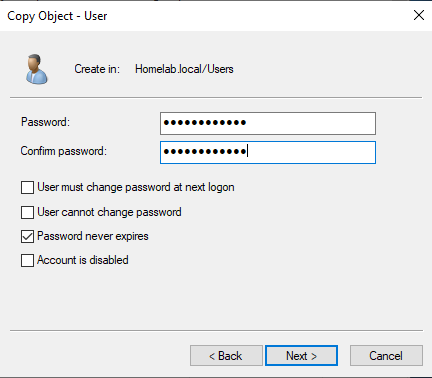 Copy Object - User
Create in: Homelab.local/Users
Password: ●●●●●●●●●●●●
Confirm password: ●●●●●●●●●●●●
User must change password at next logon
User cannot change password
Password never expires
Account is disabled
< Back Next > Cancel